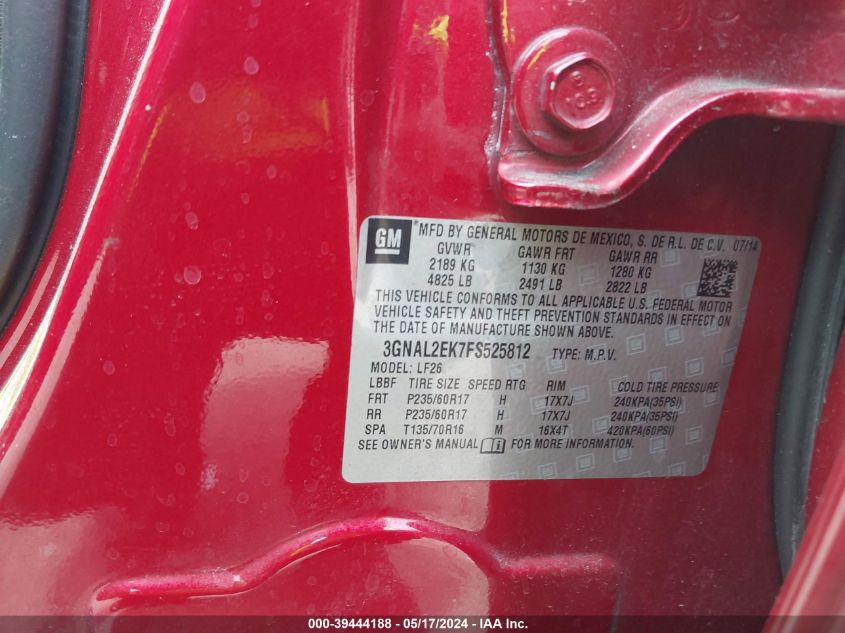 GM
MFD BY GENERAL MOTORS DE MEXICO, S. DE R.L. DE C.V. 07/14
GVWR GAWR FRT GAWR RR
2189 KG 1130 KG 1280 KG
4825 LB 2491 LB 2822 LB
THIS VEHICLE CONFORMS TO ALL APPLICABLE U.S. FEDERAL MOTOR
VEHICLE SAFETY AND THEFT PREVENTION STANDARDS IN EFFECT ON
THE DATE OF MANUFACTURE SHOWN ABOVE.
3GNAL2EK7FS525812 TYPE: M.P.V.
MODEL: LF26
LBBF TIRE SIZE SPEED RTG RIM COLD TIRE PRESSURE
FRT P235/60R17 H 17X7J 240KPA(35PSI)
RR P235/60R17 H 17X7J 240KPA(35PSI)
SPA T135/70R16 M 16X4T 420KPA(60PSI)
SEE OWNER'S MANUAL FOR MORE INFORMATION.
000-39444188 - 05/17/2024 - IAA Inc.